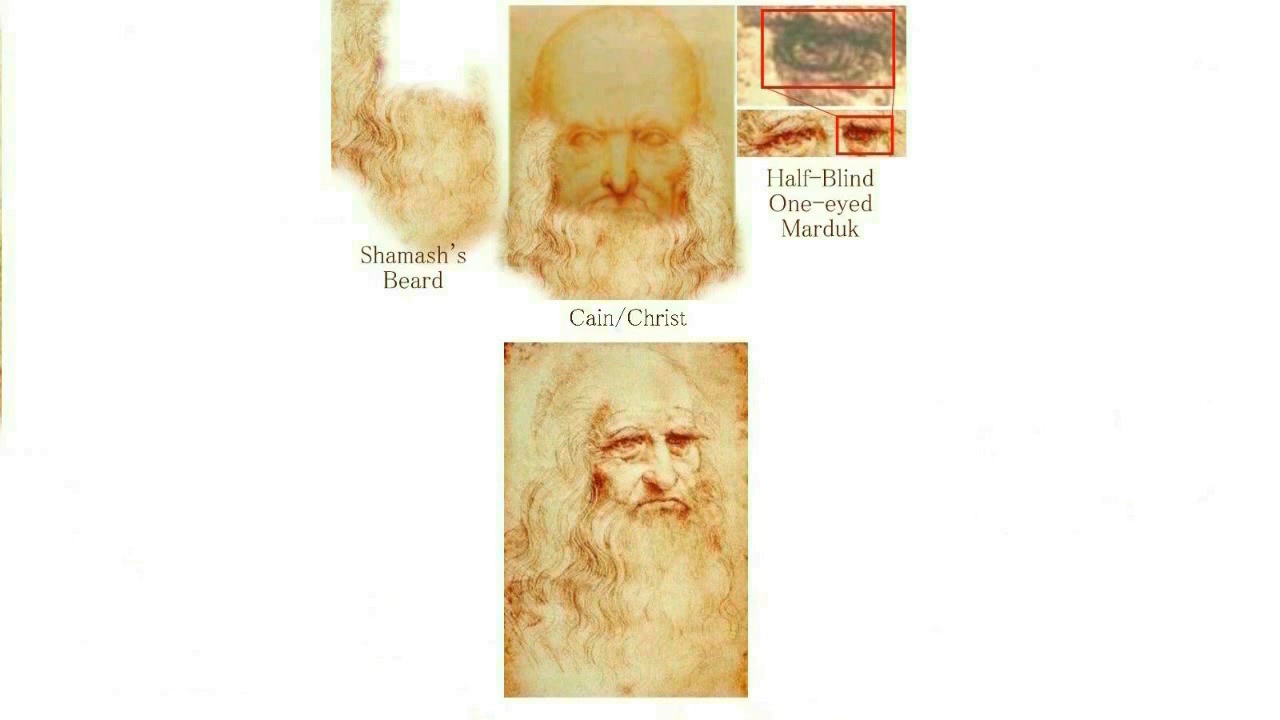 Shamash's
Beard
Cain/Christ
Half-Blind
One-eyed
Marduk